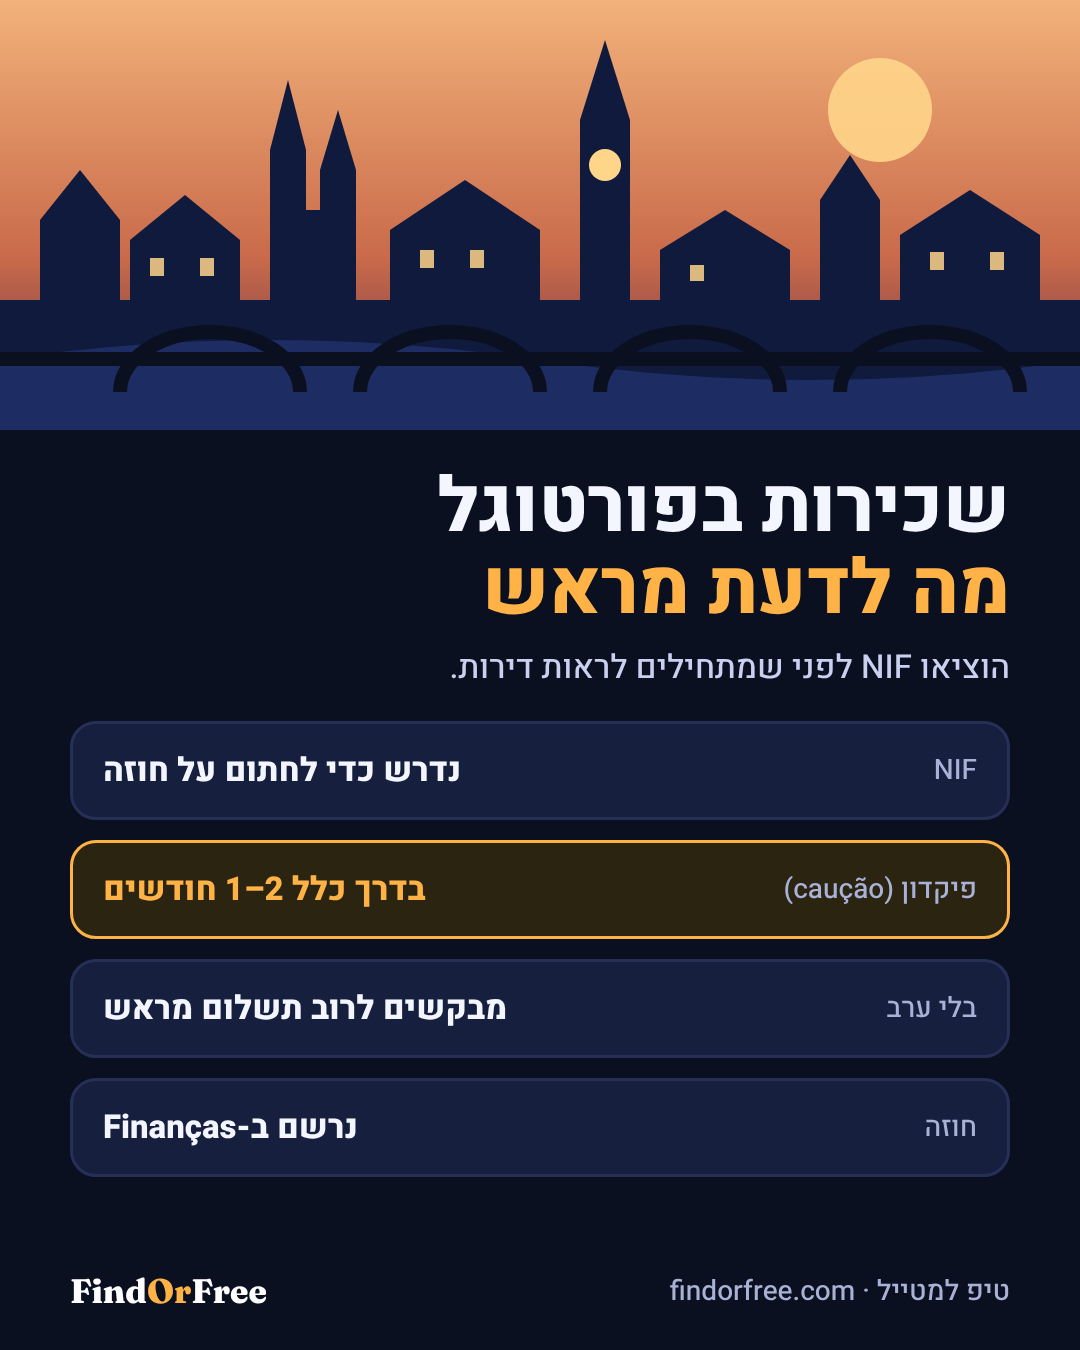 שכירות בפורטוגל
מה לדעת מראש
הוציאו NIF לפני שמתחילים לראות דירות.
NIF
נדרש כדי לחתום על חוזה
פיקדון (caução)
בדרך כלל 1–2 חודשים
בלי ערב
מבקשים לרוב תשלום מראש
חוזה
נרשם ב-Finanças
טיפ למטייל · findorfree.com
FindOrFree